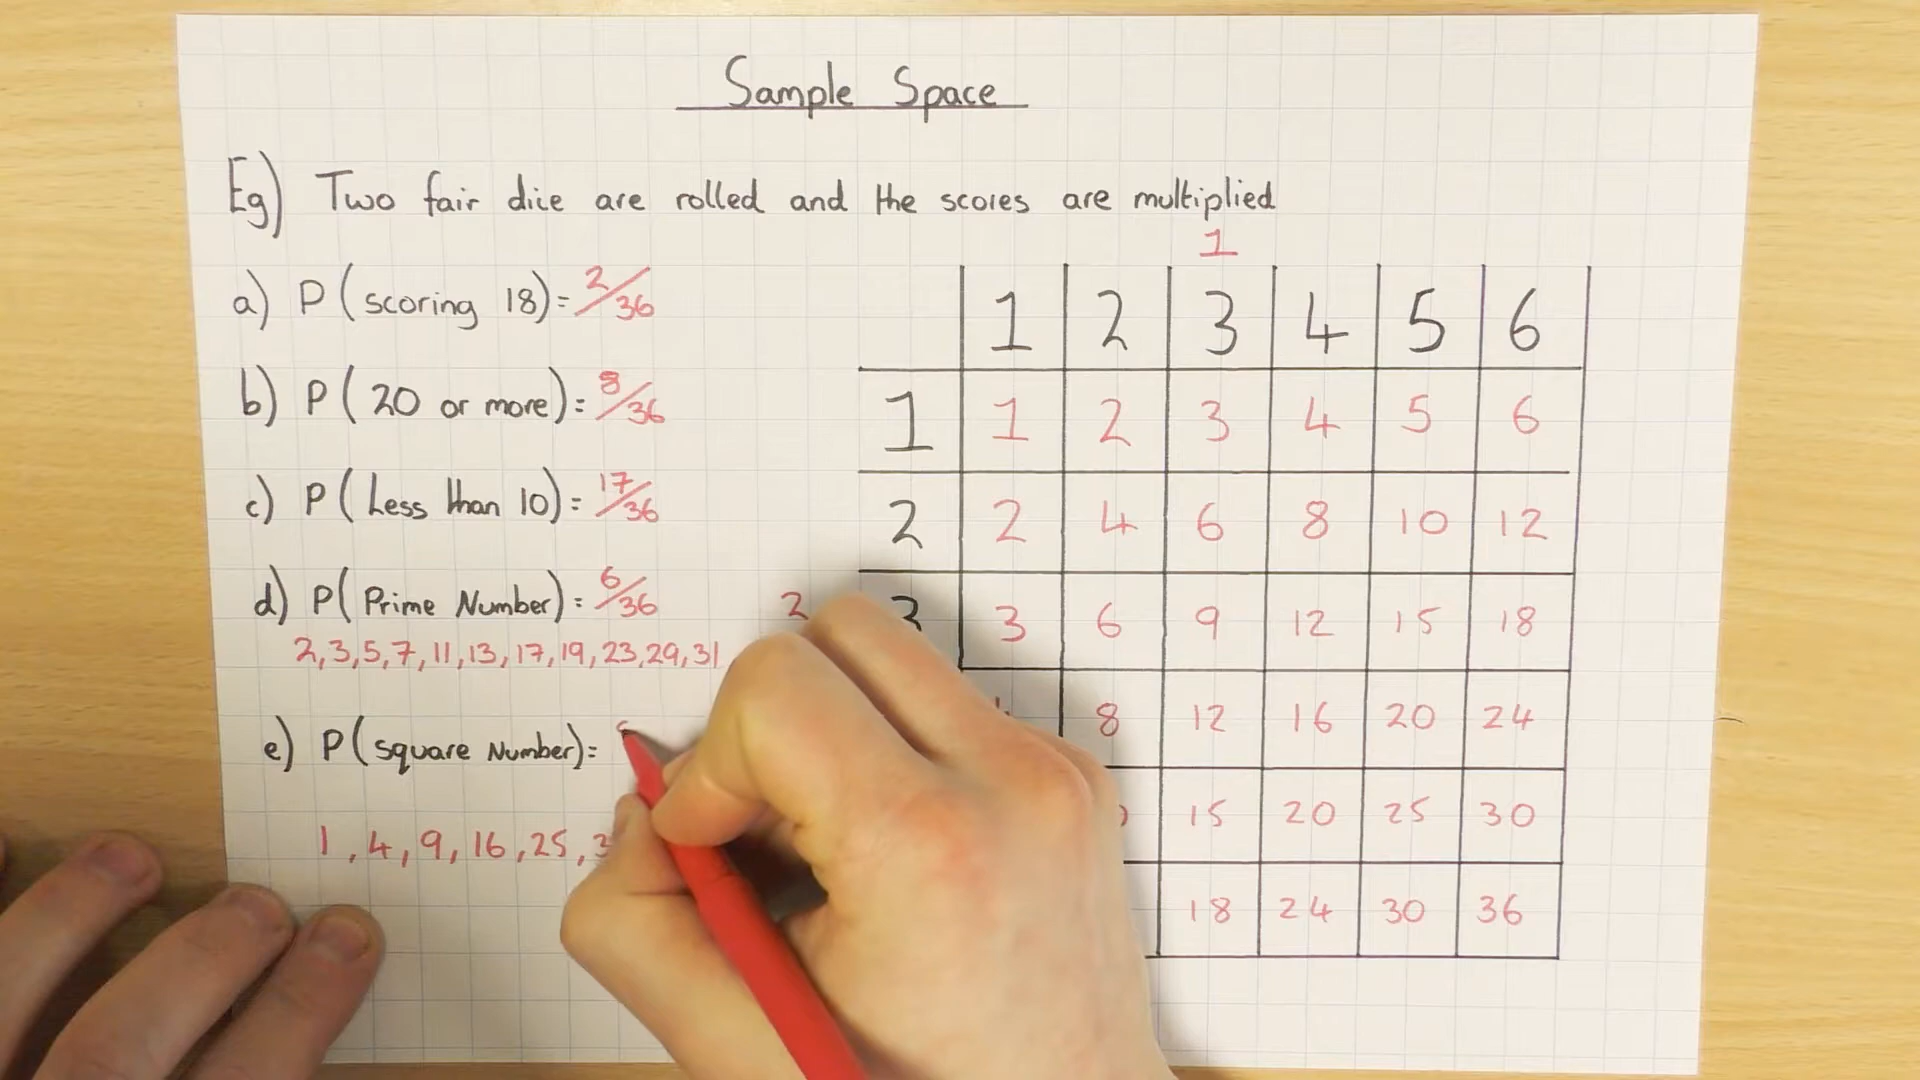 Sample Space
Eg) Two fair dice are rolled and the scores are multiplied
1
a) P(scoring 18)= 2/36
b) P(20 or more)= 8/36
c) P(Less than 10)= 17/36
d) P(Prime Number)= 6/36
2,3,5,7,11,13,17,19,23,29,31
e) P(square Number)=
1,4,9,16,25,
2
1 2 3 4 5 6
1 1 2 3 4 5 6
2 2 4 6 8 10 12
3 3 6 9 12 15 18
8 12 16 20 24
15 20 25 30
18 24 30 36